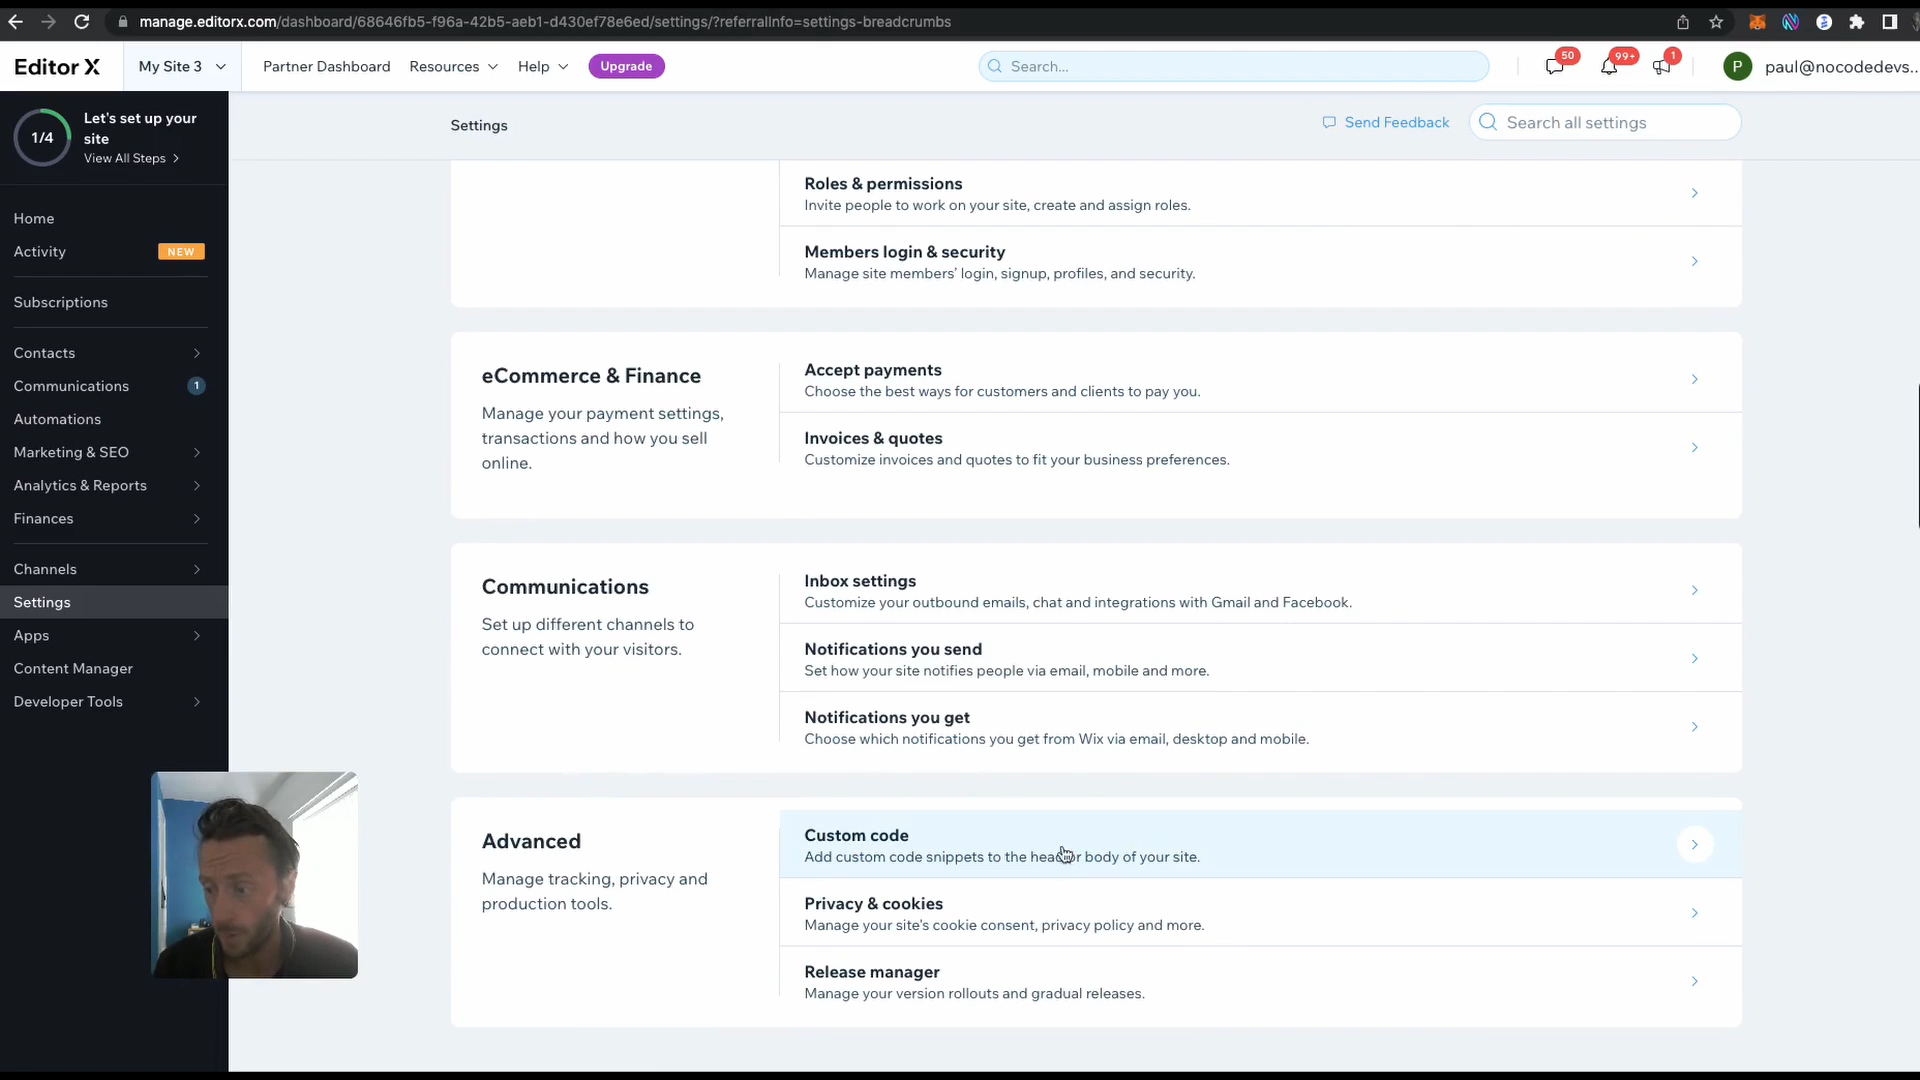 manage.editorx.com/dashboard/68646fb5-f96a-42b5-aeb1-d430ef78e6ed/settings/?referralInfo=settings-breadcrumbs
Editor X
My Site 3
Partner Dashboard
Resources
Help
Upgrade
Search...
50
99+
1
P
paul@nocodedevs...
1/4
Let's set up your
site
View All Steps
Home
Activity
NEW
Subscriptions
Contacts
Communications
1
Automations
Marketing & SEO
Analytics & Reports
Finances
Channels
Settings
Apps
Content Manager
Developer Tools
Settings
Send Feedback
Search all settings
Roles & permissions
Invite people to work on your site, create and assign roles.
Members login & security
Manage site members' login, signup, profiles, and security.
eCommerce & Finance
Manage your payment settings,
transactions and how you sell
online.
Accept payments
Choose the best ways for customers and clients to pay you.
Invoices & quotes
Customize invoices and quotes to fit your business preferences.
Communications
Set up different channels to
connect with your visitors.
Inbox settings
Customize your outbound emails, chat and integrations with Gmail and Facebook.
Notifications you send
Set how your site notifies people via email, mobile and more.
Notifications you get
Choose which notifications you get from Wix via email, desktop and mobile.
Advanced
Manage tracking, privacy and
production tools.
Custom code
Add custom code snippets to the head or body of your site.
Privacy & cookies
Manage your site's cookie consent, privacy policy and more.
Release manager
Manage your version rollouts and gradual releases.